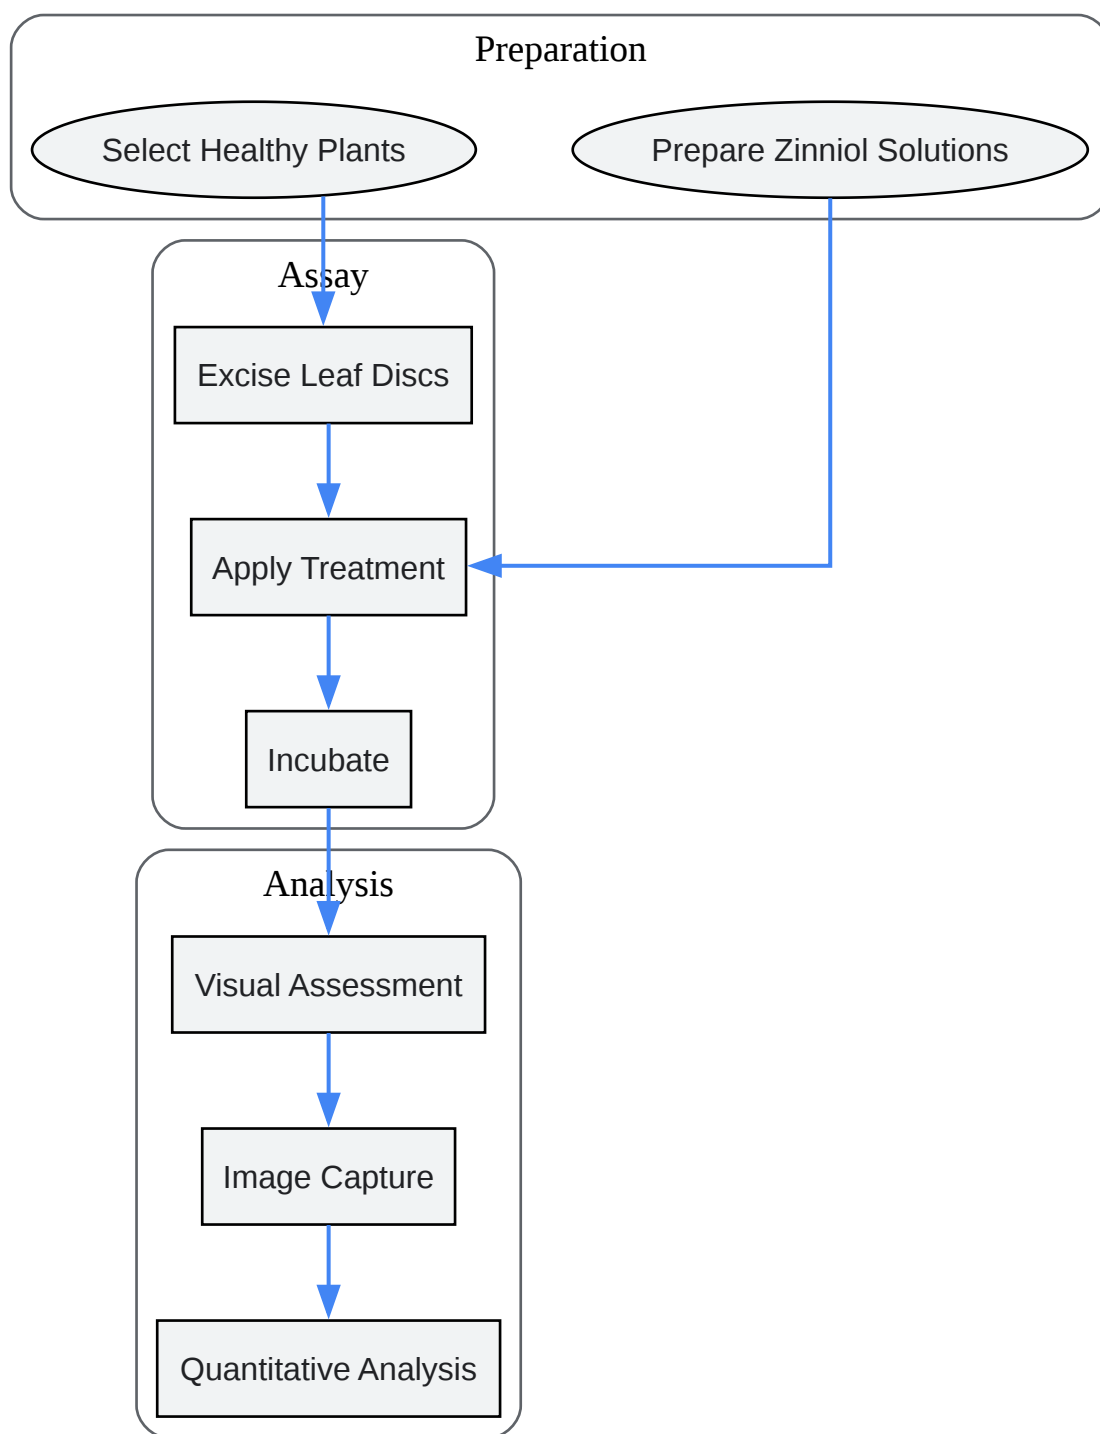 Preparation
Select Healthy Plants
Prepare Zinniol Solutions
Assay
Excise Leaf Discs
Apply Treatment
Incubate
Analysis
Visual Assessment
Image Capture
Quantitative Analysis